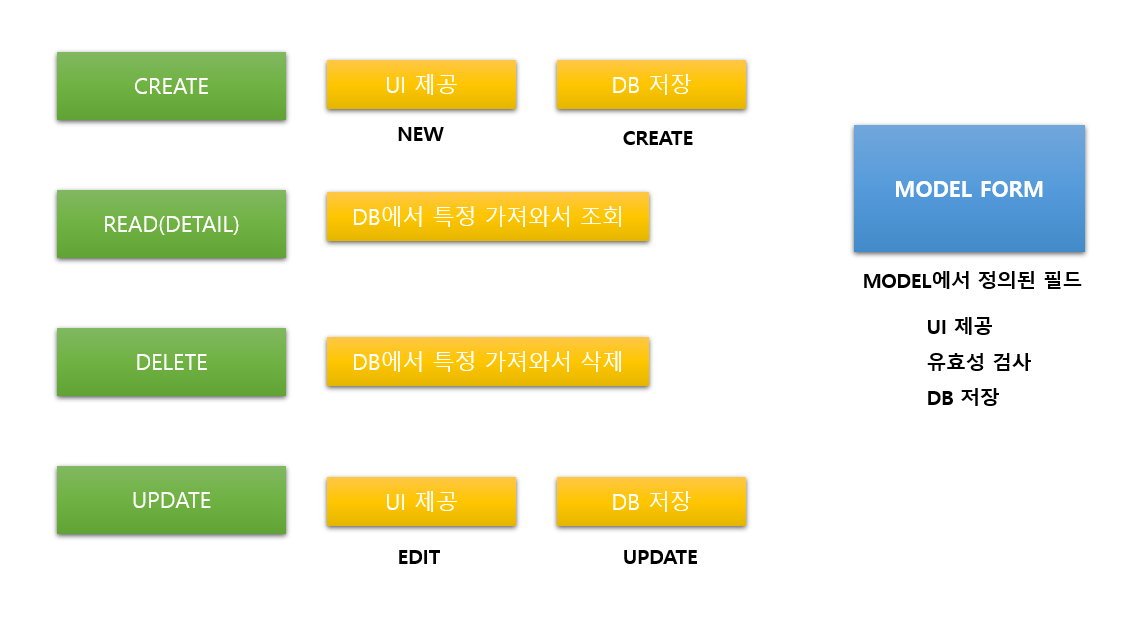 CREATE
UI 제공
DB 저장
NEW
CREATE
READ(DETAIL)
DB에서 특정 가져와서 조회
DELETE
DB에서 특정 가져와서 삭제
UPDATE
UI 제공
DB 저장
EDIT
UPDATE
MODEL FORM
MODEL에서 정의된 필드
UI 제공
유효성 검사
DB 저장